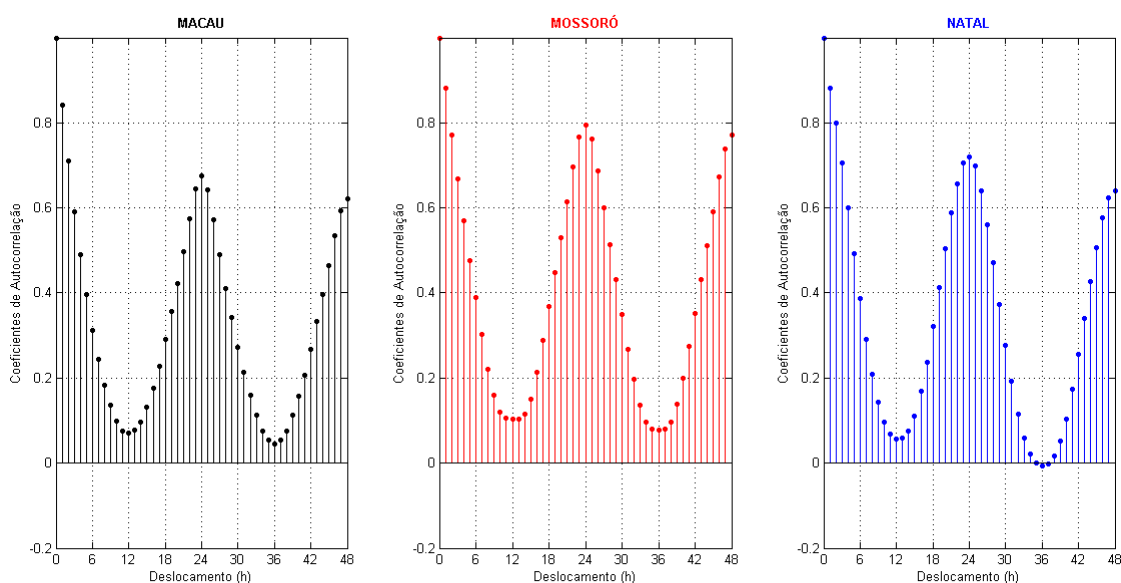 MACAU
Coeficientes de Autocorrelação
0.8
0.6
0.4
0.2
0
-0.2
0 6 12 18 24 30 36 42 48
Deslocamento (h)
MOSSORÓ
Coeficientes de Autocorrelação
0.8
0.6
0.4
0.2
0
-0.2
0 6 12 18 24 30 36 42 48
Deslocamento (h)
NATAL
Coeficientes de Autocorrelação
0.8
0.6
0.4
0.2
0
-0.2
0 6 12 18 24 30 36 42 48
Deslocamento (h)